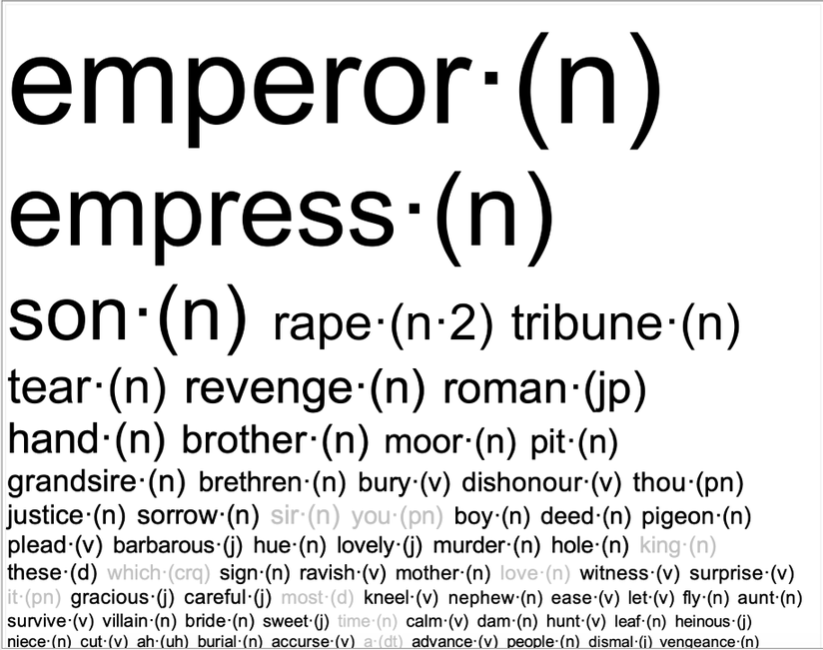 emperor·(n)
empress·(n)
son·(n) rape·(n·2) tribune·(n)
tear·(n) revenge·(n) roman·(jp)
hand·(n) brother·(n) moor·(n) pit·(n)
grandsire·(n) brethren·(n) bury·(v) dishonour·(v) thou·(pn)
justice·(n) sorrow·(n) sir·(n) you·(pn) boy·(n) deed·(n) pigeon·(n)
plead·(v) barbarous·(j) hue·(n) lovely·(j) murder·(n) hole·(n) king·(n)
these·(d) which·(crq) sign·(n) ravish·(v) mother·(n) love·(n) witness·(v) surprise·(v)
it·(pn) gracious·(j) careful·(j) most·(d) kneel·(v) nephew·(n) ease·(v) let·(v) fly·(n) aunt·(n)
survive·(v) villain·(n) bride·(n) sweet·(j) time·(n) calm·(v) dam·(n) hunt·(v) leaf·(n) heinous·(j)
niece·(n) cut·(v) ah·(uh) burial·(n) accurse·(v) a·(dt) advance·(v) people·(n) dismal·(j) vengeance·(n)